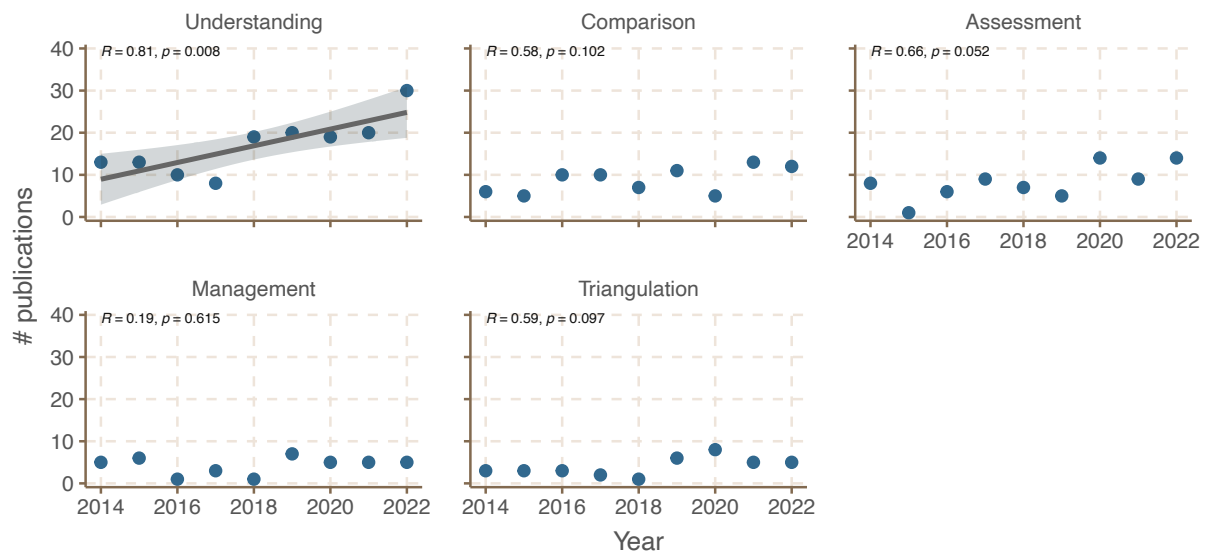 Understanding
Comparison
Assessment
R = 0.81, p = 0.008
R = 0.58, p = 0.102
R = 0.66, p = 0.052
40
30
20
10
0
2014 2016 2018 2020 2022
Management
Triangulation
R = 0.19, p = 0.615
R = 0.59, p = 0.097
40
30
20
10
0
2014 2016 2018 2020 2022
2014 2016 2018 2020 2022
# publications
Year